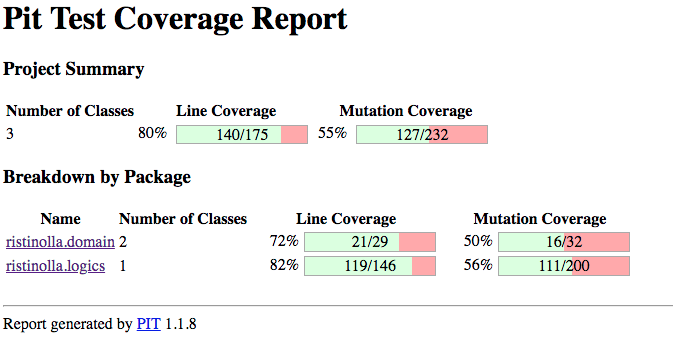 Pit Test Coverage Report
Project Summary
Number of Classes Line Coverage Mutation Coverage
3 80% 140/175 55% 127/232
Breakdown by Package
Name Number of Classes Line Coverage Mutation Coverage
ristinolla.domain 2 72% 21/29 50% 16/32
ristinolla.logics 1 82% 119/146 56% 111/200
Report generated by PIT 1.1.8